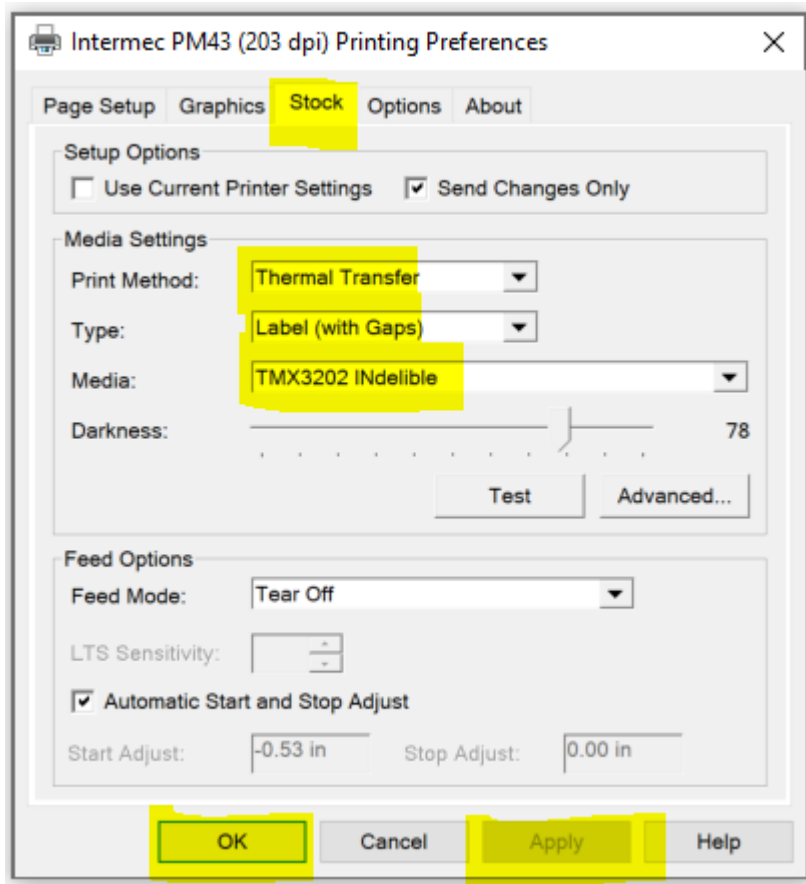 Intermec PM43 (203 dpi) Printing Preferences
Page Setup Graphics Stock Options About
Setup Options
Use Current Printer Settings Send Changes Only
Media Settings
Print Method: Thermal Transfer
Type: Label (with Gaps)
Media: TMX3202 INdelible
Darkness: 78
Test Advanced...
Feed Options
Feed Mode: Tear Off
LTS Sensitivity:
Automatic Start and Stop Adjust
Start Adjust: -0.53 in Stop Adjust: 0.00 in
OK Cancel Apply Help